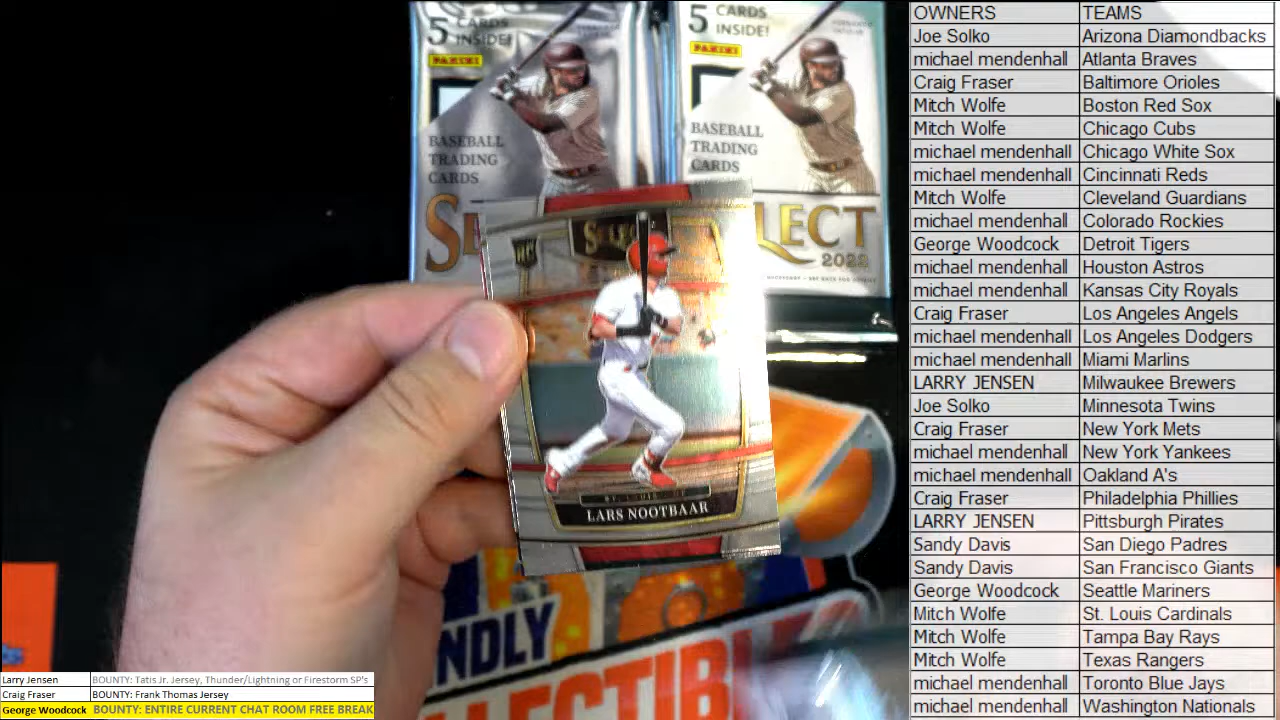 5 CARDS
INSIDE!
PANINI
BASEBALL
TRADING
CARDS
5 CARDS
INSIDE!
PANINI
BASEBALL
TRADING
CARDS
LECT
2022
RC
SELECT
LARS NOOTBAAR
NDLY
LLECTIBL
OWNERS TEAMS
Joe Solko Arizona Diamondbacks
michael mendenhall Atlanta Braves
Craig Fraser Baltimore Orioles
Mitch Wolfe Boston Red Sox
Mitch Wolfe Chicago Cubs
michael mendenhall Chicago White Sox
michael mendenhall Cincinnati Reds
Mitch Wolfe Cleveland Guardians
michael mendenhall Colorado Rockies
George Woodcock Detroit Tigers
michael mendenhall Houston Astros
michael mendenhall Kansas City Royals
Craig Fraser Los Angeles Angels
michael mendenhall Los Angeles Dodgers
michael mendenhall Miami Marlins
LARRY JENSEN Milwaukee Brewers
Joe Solko Minnesota Twins
Craig Fraser New York Mets
michael mendenhall New York Yankees
michael mendenhall Oakland A's
Craig Fraser Philadelphia Phillies
LARRY JENSEN Pittsburgh Pirates
Sandy Davis San Diego Padres
Sandy Davis San Francisco Giants
George Woodcock Seattle Mariners
Mitch Wolfe St. Louis Cardinals
Mitch Wolfe Tampa Bay Rays
Mitch Wolfe Texas Rangers
michael mendenhall Toronto Blue Jays
michael mendenhall Washington Nationals
Larry Jensen BOUNTY: Tatis Jr. Jersey, Thunder/Lightning or Firestorm SP's
Craig Fraser BOUNTY: Frank Thomas Jersey
George Woodcock BOUNTY: ENTIRE CURRENT CHAT ROOM FREE BREAK